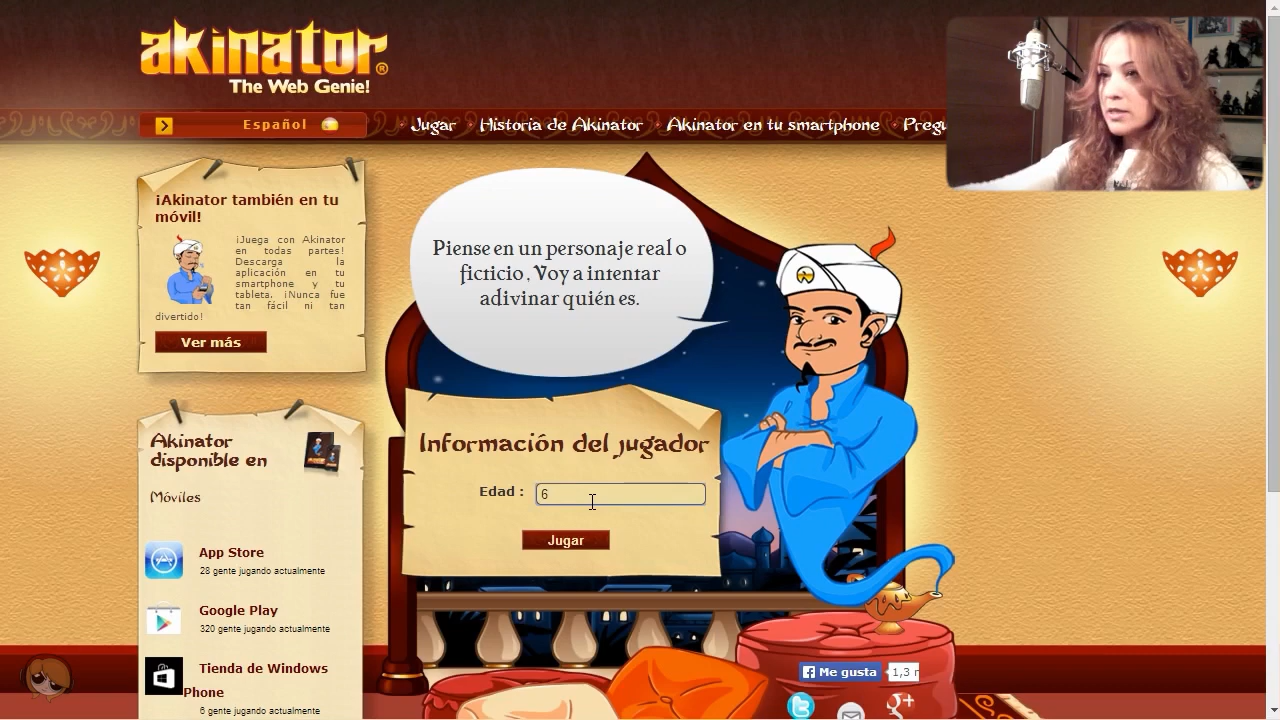 akinator®
The Web Genie!
Español
Jugar
Historia de Akinator
Akinator en tu smartphone
Pregu
¡Akinator también en tu
móvil!
¡Juega con Akinator
en todas partes!
Descarga la
aplicación en tu
smartphone y tu
tableta. ¡Nunca fue
tan fácil ni tan
divertido!
Ver más
Piense en un personaje real o
ficticio. Voy a intentar
adivinar quién es.
Información del jugador
Edad : 6
Jugar
Akinator
disponible en
Móviles
App Store
28 gente jugando actualmente
Google Play
320 gente jugando actualmente
Tienda de Windows
Phone
6 gente jugando actualmente
Me gusta
1,3 r
g+